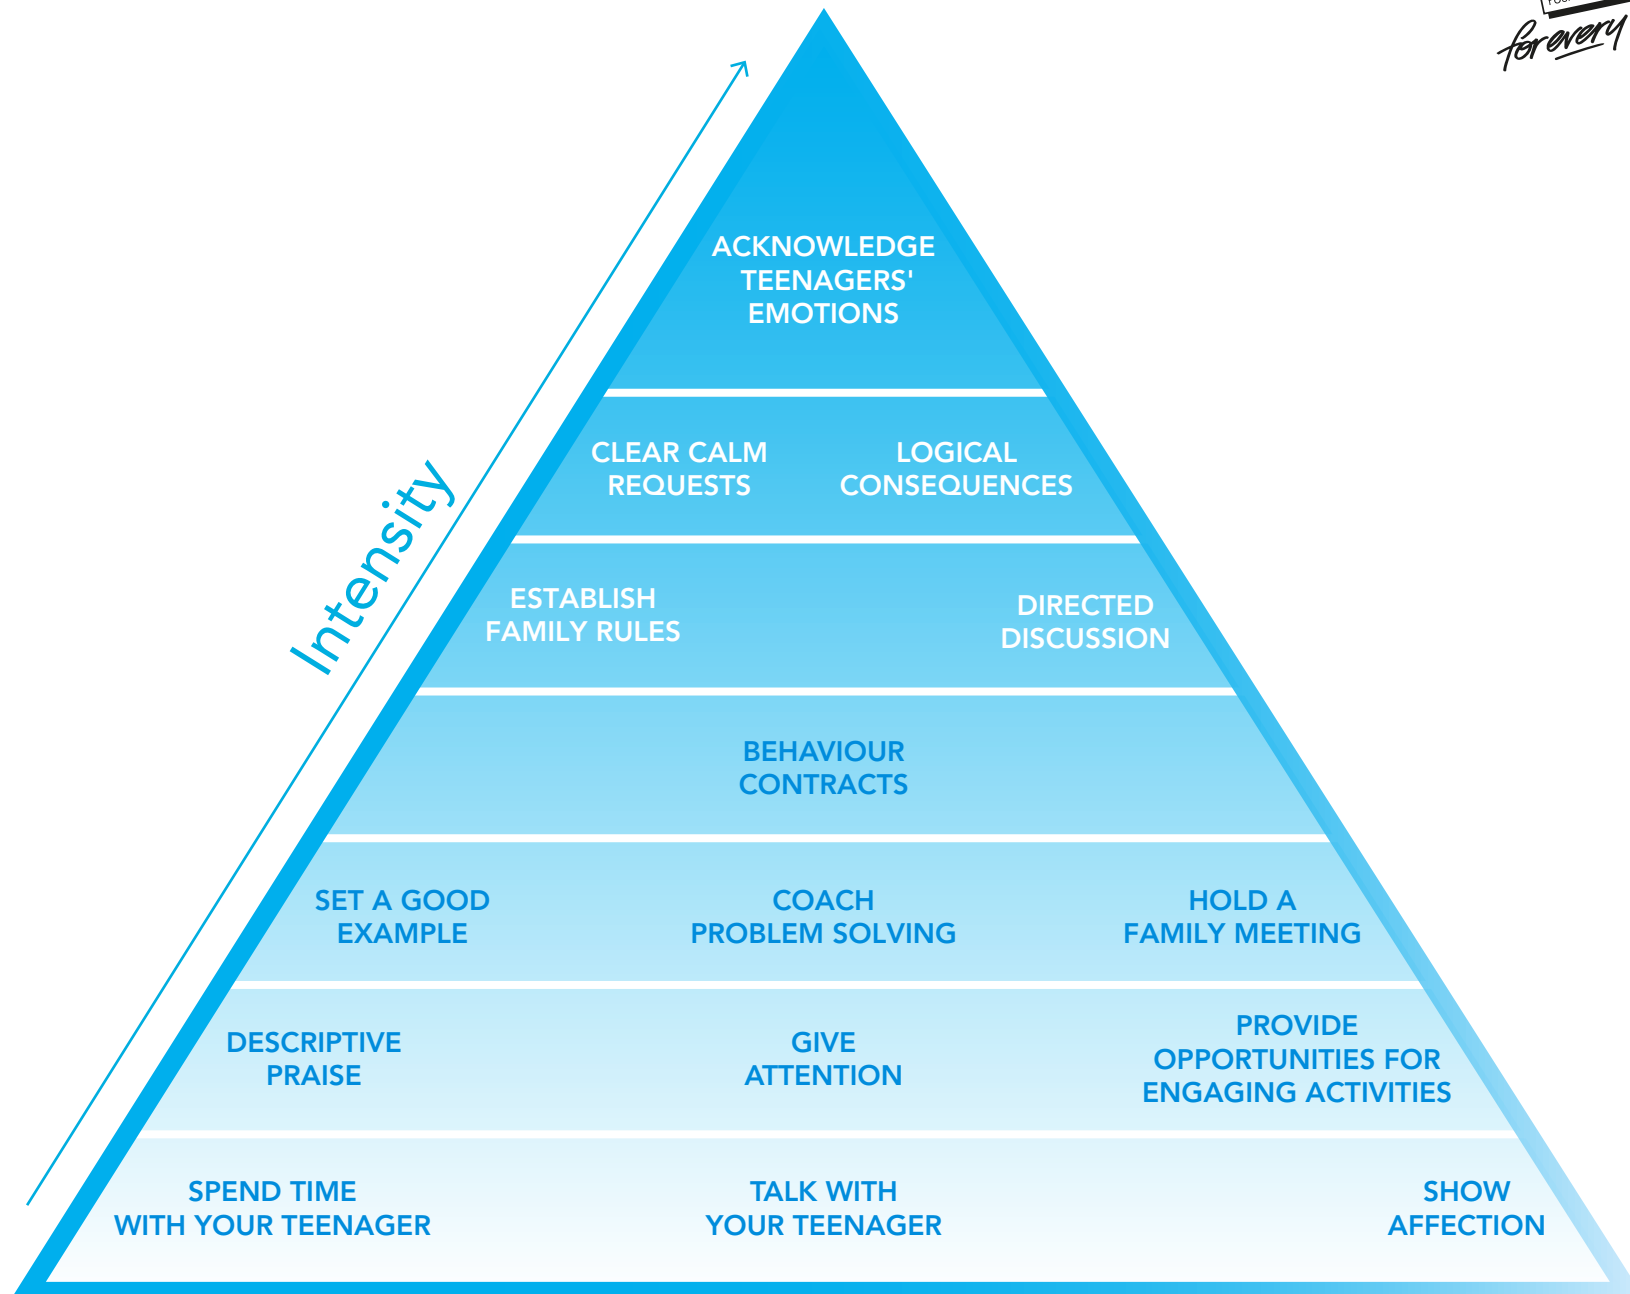 for every
ACKNOWLEDGE
TEENAGERS'
EMOTIONS
CLEAR CALM
REQUESTS
LOGICAL
CONSEQUENCES
Intensity
ESTABLISH
FAMILY RULES
DIRECTED
DISCUSSION
BEHAVIOUR
CONTRACTS
SET A GOOD
EXAMPLE
COACH
PROBLEM SOLVING
HOLD A
FAMILY MEETING
DESCRIPTIVE
PRAISE
GIVE
ATTENTION
PROVIDE
OPPORTUNITIES FOR
ENGAGING ACTIVITIES
SPEND TIME
WITH YOUR TEENAGER
TALK WITH
YOUR TEENAGER
SHOW
AFFECTION